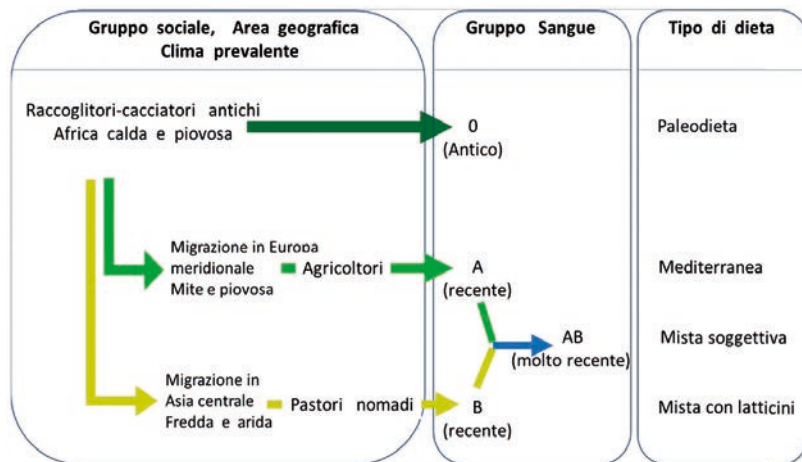 Gruppo sociale, Area geografica
Clima prevalente
Gruppo Sangue
Tipo di dieta
Raccoglitori-cacciatori antichi
Africa calda e piovosa
0
(Antico)
Paleodieta
Migrazione in Europa
meridionale
Mite e piovosa
Agricoltori
A
(recente)
Mediterranea
AB
(molto recente)
Mista soggettiva
Migrazione in
Asia centrale
Fredda e arida
Pastori nomadi
B
(recente)
Mista con latticini